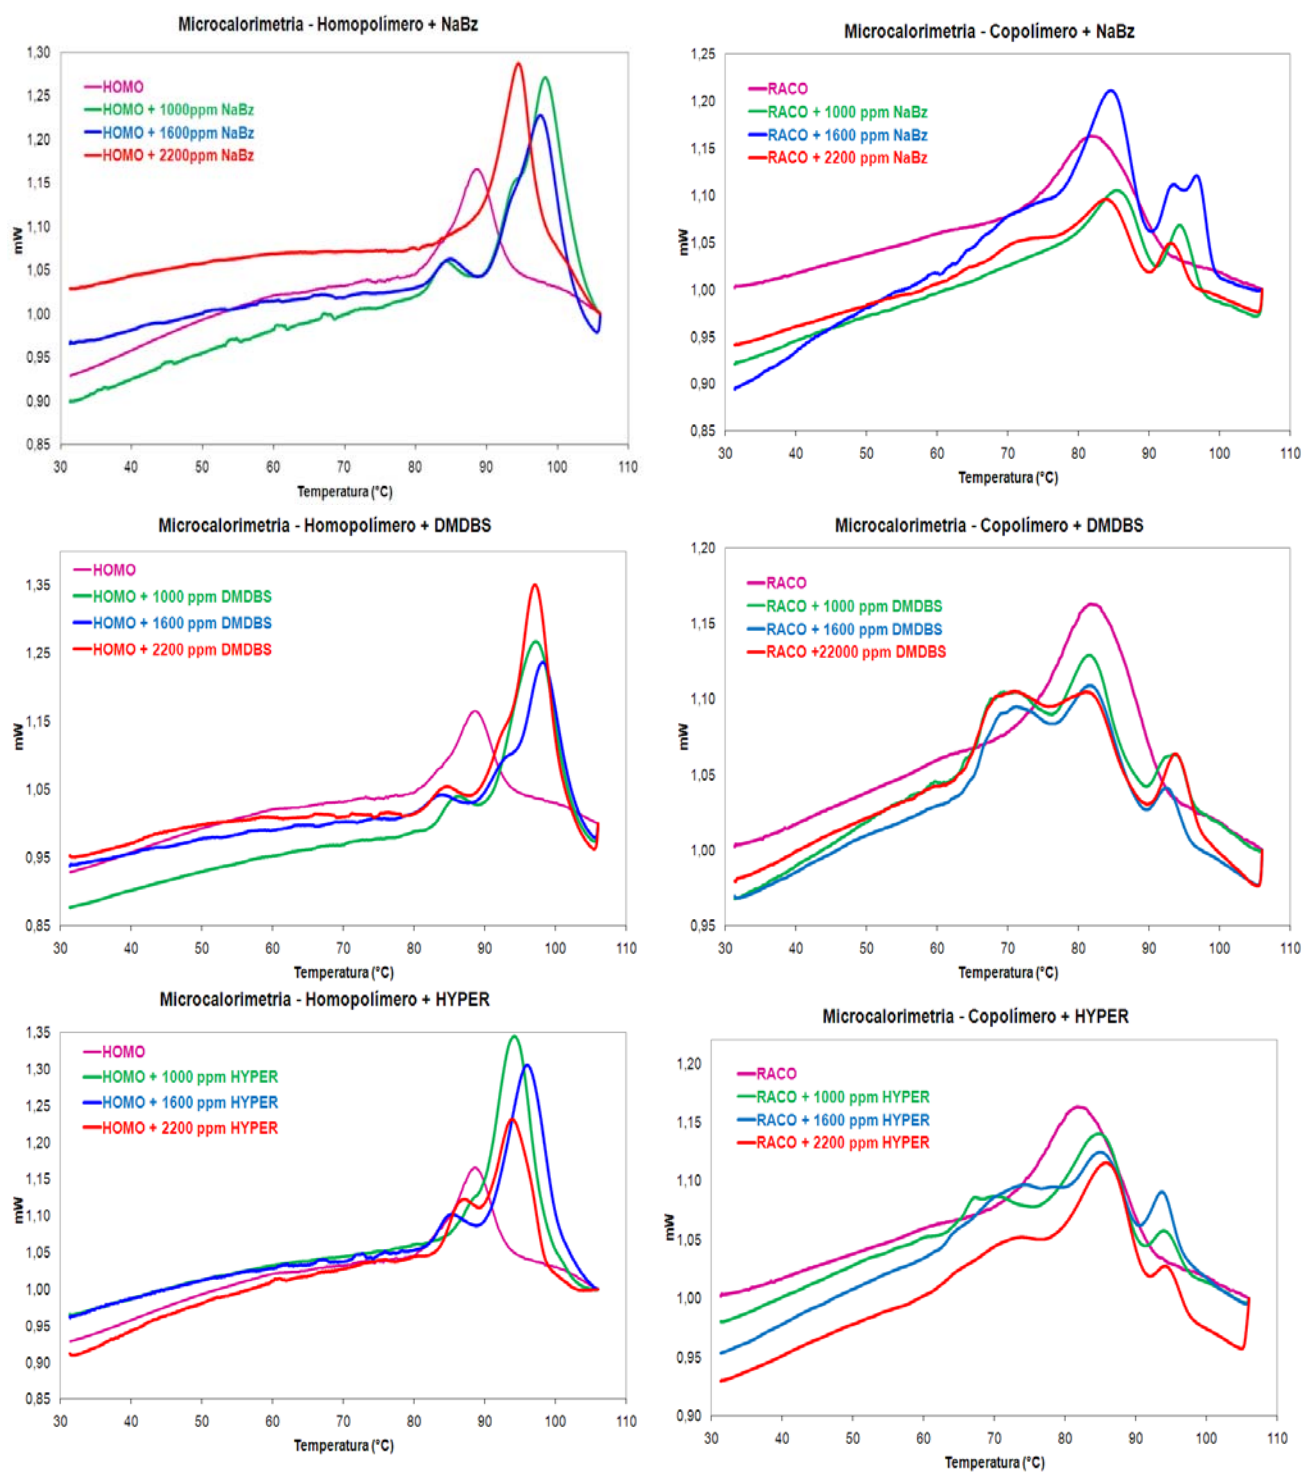 Microcalorimetria - Homopolímero + NaBz
1,30
1,25
1,20
1,15
1,10
1,05
1,00
0,95
0,90
0,85
mW
HOMO
HOMO + 1000ppm NaBz
HOMO + 1600ppm NaBz
HOMO + 2200ppm NaBz
30 40 50 60 70 80 90 100 110
Temperatura (°C)
Microcalorimetria - Copolímero + NaBz
1,25
1,20
1,15
1,10
1,05
1,00
0,95
0,90
0,85
mW
RACO
RACO + 1000 ppm NaBz
RACO + 1600 ppm NaBz
RACO + 2200 ppm NaBz
30 40 50 60 70 80 90 100 110
Temperatura (°C)
Microcalorimetria - Homopolímero + DMDBS
1,35
1,25
1,15
1,05
0,95
0,85
mW
HOMO
HOMO + 1000 ppm DMDBS
HOMO + 1600 ppm DMDBS
HOMO + 2200 ppm DMDBS
30 40 50 60 70 80 90 100 110
Temperatura (°C)
Microcalorimetria - Copolímero + DMDBS
1,20
1,15
1,10
1,05
1,00
0,95
mW
RACO
RACO + 1000 ppm DMDBS
RACO + 1600 ppm DMDBS
RACO +22000 ppm DMDBS
30 40 50 60 70 80 90 100 110
Temperatura (°C)
Microcalorimetria - Homopolímero + HYPER
1,35
1,30
1,25
1,20
1,15
1,10
1,05
1,00
0,95
0,90
0,85
mW
HOMO
HOMO + 1000 ppm HYPER
HOMO + 1600 ppm HYPER
HOMO + 2200 ppm HYPER
30 40 50 60 70 80 90 100 110
Temperatura (°C)
Microcalorimetria - Copolímero + HYPER
1,20
1,15
1,10
1,05
1,00
0,95
0,90
mW
RACO
RACO + 1000 ppm HYPER
RACO + 1600 ppm HYPER
RACO + 2200 ppm HYPER
30 40 50 60 70 80 90 100 110
Temperatura (°C)